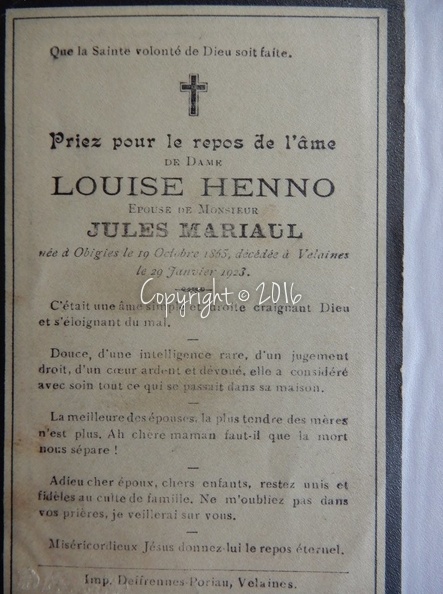 Que la Sainte volonté de Dieu soit faite.
Priez pour le repos de l'âme
DE DAME
LOUISE HENNO
EPOUSE DE MONSIEUR
JULES MARIAUL
née à Obigies le 19 Octobre 1865, décédée à Velaines
le 29 Janvier 1923.
Copyright © 2016
C'était une âme simple et droite craignant Dieu
et s'éloignant du mal.
Douce, d'une intelligence rare, d'un jugement
droit, d'un cœur ardent et dévoué, elle a considéré
avec soin tout ce qui se passait dans sa maison.
La meilleure des épouses, la plus tendre des mères
n'est plus. Ah chère maman faut-il que la mort
nous sépare !
Adieu cher époux, chers enfants, restez unis et
fidèles au culte de famille. Ne m'oubliez pas dans
vos prières, je veillerai sur vous.
Miséricordieux Jésus donnez-lui le repos éternel.
Imp. Deifrennes-Poriau, Velaines.